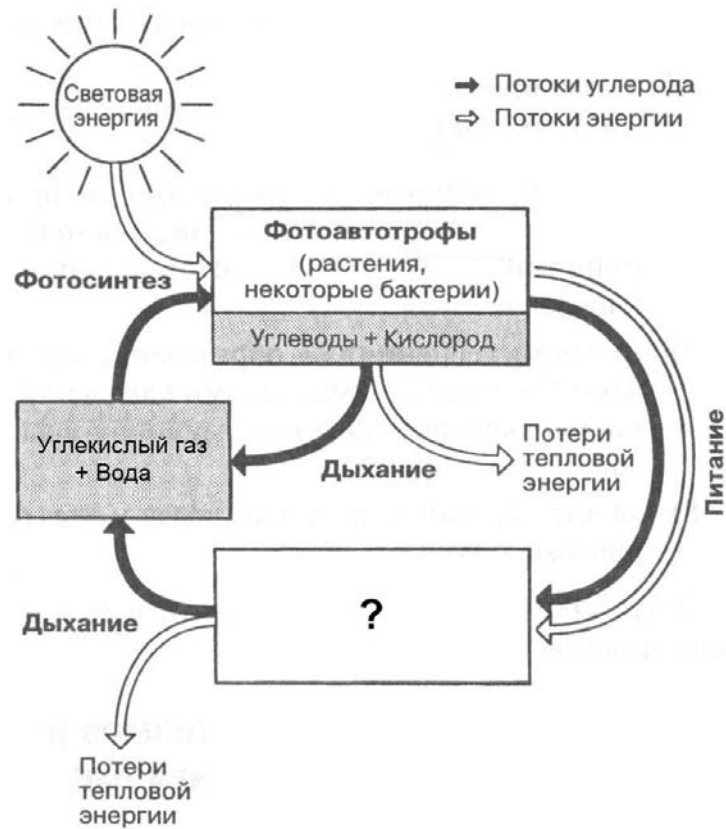 Световая
энергия
Потоки углерода
Потоки энергии
Фотоавтотрофы
(растения,
некоторые бактерии)
Фотосинтез
Углеводы + Кислород
Углекислый газ
+ Вода
Дыхание
Потери
тепловой
энергии
Питание
?
Дыхание
Потери
тепловой
энергии